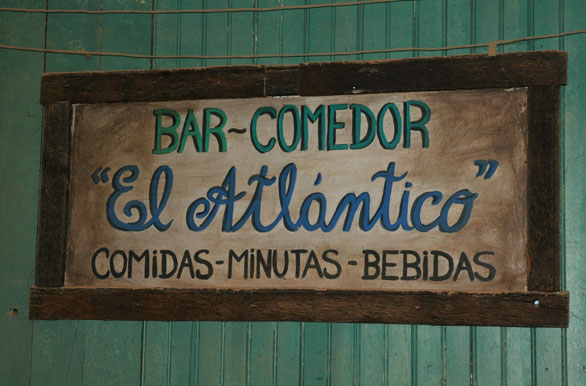 BAR~COMEDOR
"El Atlántico"
COMiDAS-MiNUTAS-BEBiDAS